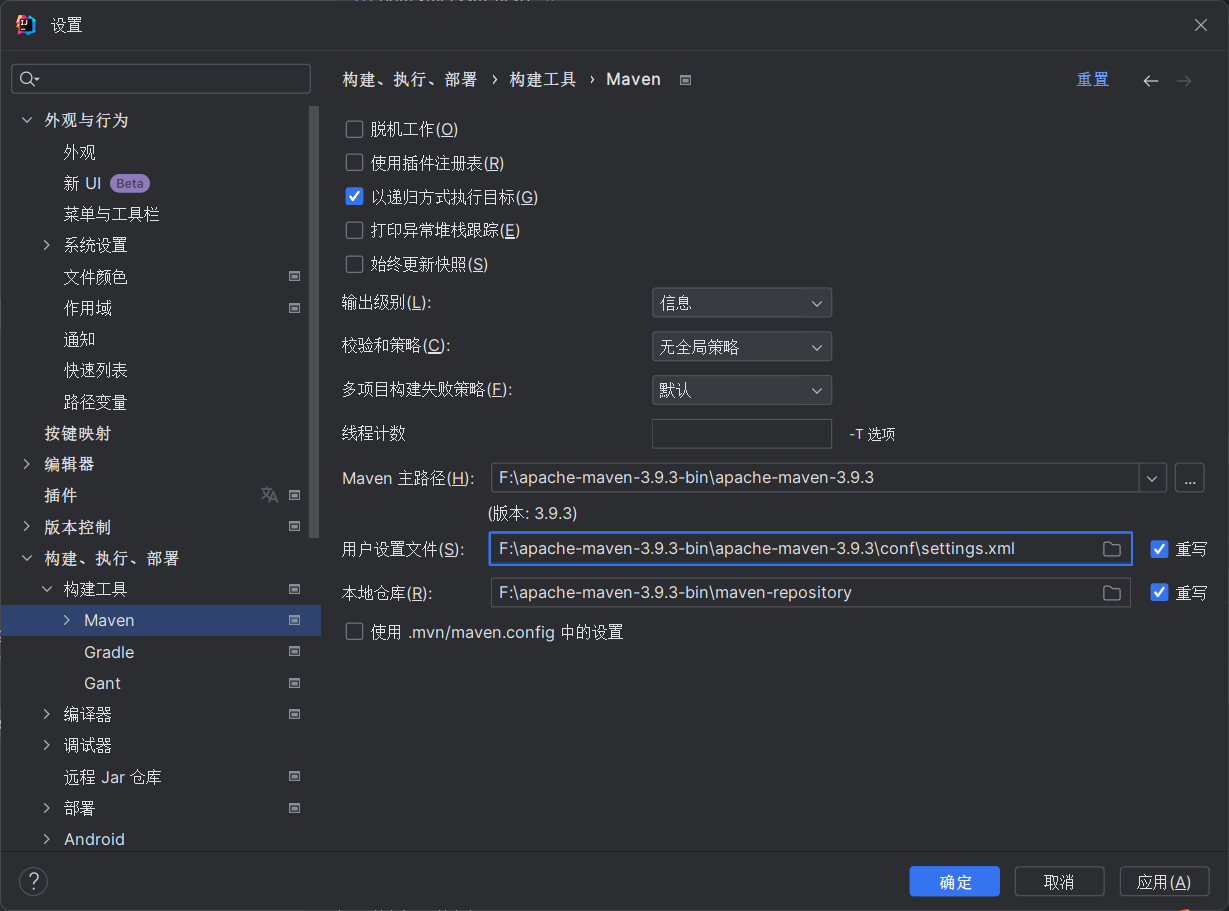 设置
外观与行为
外观
新 UI Beta
菜单与工具栏
系统设置
文件颜色
作用域
通知
快速列表
路径变量
按键映射
编辑器
插件
版本控制
构建、执行、部署
构建工具
Maven
Gradle
Gant
编译器
调试器
远程 Jar 仓库
部署
Android
构建、执行、部署 › 构建工具 › Maven
重置
脱机工作(O)
使用插件注册表(R)
以递归方式执行目标(G)
打印异常堆栈跟踪(E)
始终更新快照(S)
输出级别(L): 信息
校验和策略(C): 无全局策略
多项目构建失败策略(F): 默认
线程计数 -T 选项
Maven 主路径(H): F:\apache-maven-3.9.3-bin\apache-maven-3.9.3 ...
(版本: 3.9.3)
用户设置文件(S): F:\apache-maven-3.9.3-bin\apache-maven-3.9.3\conf\settings.xml 重写
本地仓库(R): F:\apache-maven-3.9.3-bin\maven-repository 重写
使用 .mvn/maven.config 中的设置
? 确定 取消 应用(A)